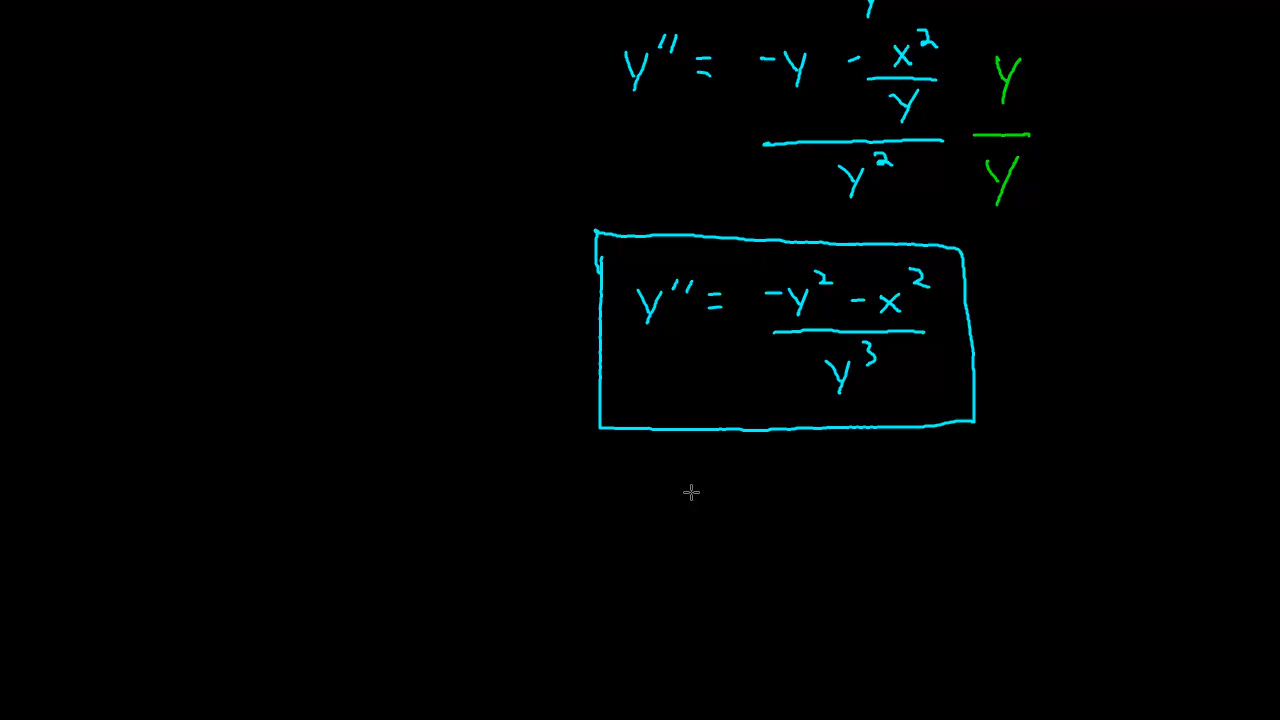 y'' = (-y - x²/y)/y² y/y
y'' = (-y² - x²)/y³